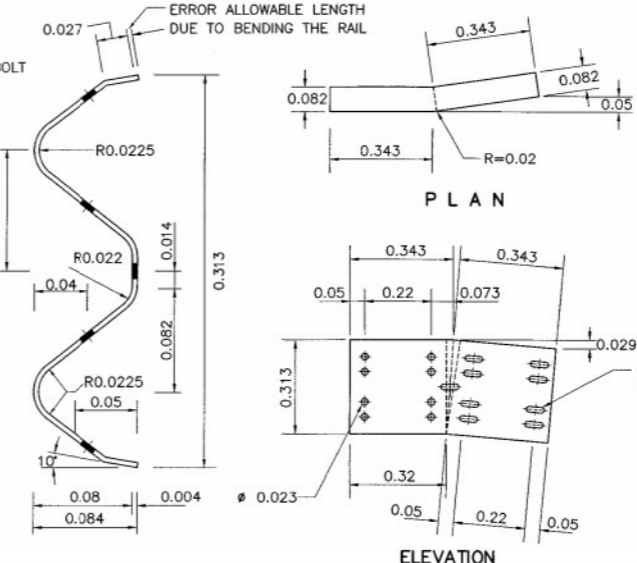 ERROR ALLOWABLE LENGTH
DUE TO BENDING THE RAIL
0.027
BOLT
R0.0225
R0.022
0.014
0.313
0.04
0.082
R0.0225
0.05
10°
0.08
0.004
0.084
0.343
0.082
0.082
0.05
0.343
R=0.02
P L A N
0.343
0.343
0.05
0.22
0.073
0.029
0.313
0.32
ø 0.023
0.05
0.22
0.05
ELEVATION